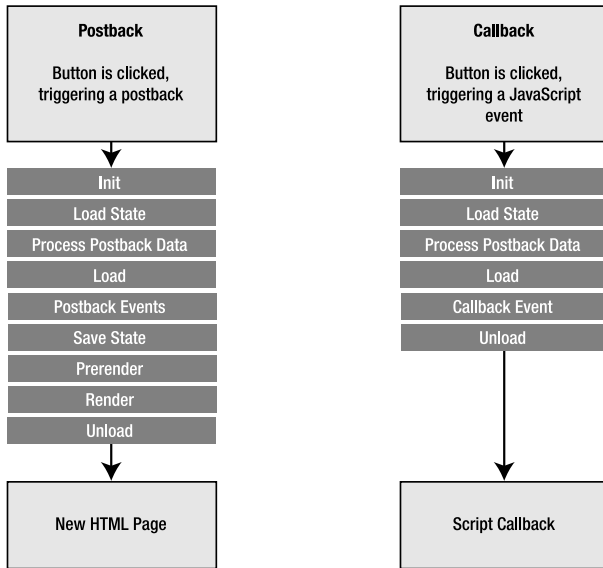 Postback
Button is clicked,
triggering a postback
Init
Load State
Process Postback Data
Load
Postback Events
Save State
Prerender
Render
Unload
New HTML Page
Callback
Button is clicked,
triggering a JavaScript
event
Init
Load State
Process Postback Data
Load
Callback Event
Unload
Script Callback